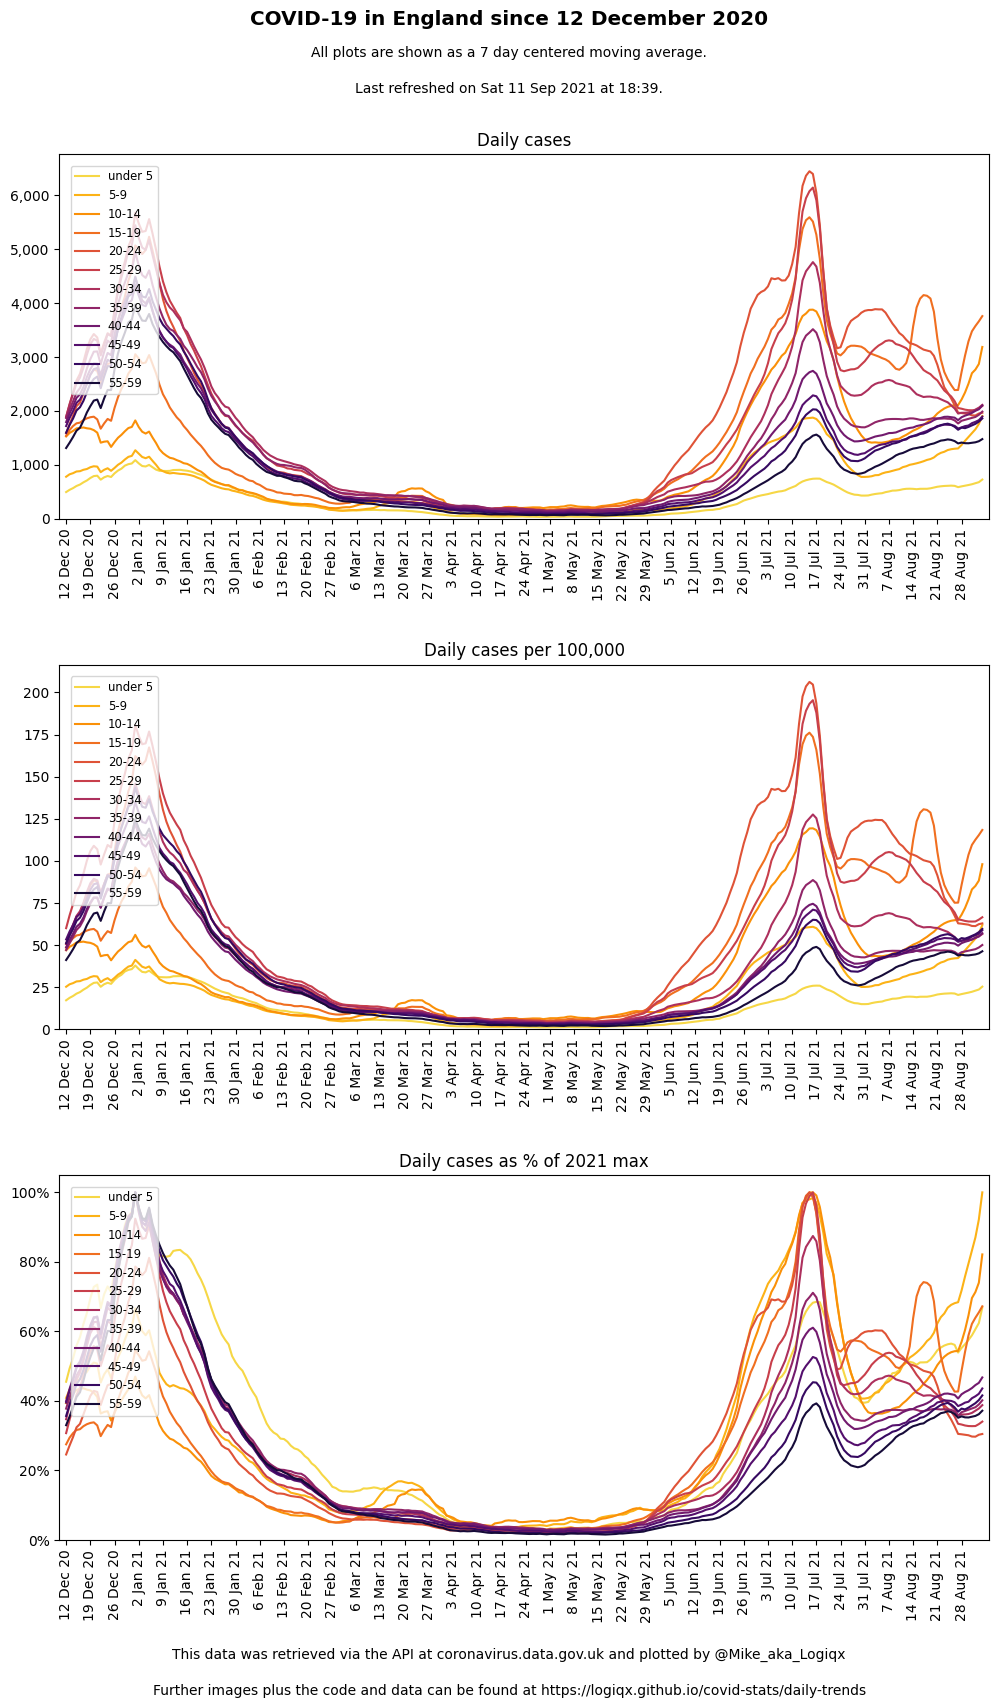 COVID-19 in England since 12 December 2020
All plots are shown as a 7 day centered moving average.
Last refreshed on Sat 11 Sep 2021 at 18:39.
Daily cases
6,000
5,000
4,000
3,000
2,000
1,000
0
under 5
5-9
10-14
15-19
20-24
25-29
30-34
35-39
40-44
45-49
50-54
55-59
12 Dec 20
19 Dec 20
26 Dec 20
2 Jan 21
9 Jan 21
16 Jan 21
23 Jan 21
30 Jan 21
6 Feb 21
13 Feb 21
20 Feb 21
27 Feb 21
6 Mar 21
13 Mar 21
20 Mar 21
27 Mar 21
3 Apr 21
10 Apr 21
17 Apr 21
24 Apr 21
1 May 21
8 May 21
15 May 21
22 May 21
29 May 21
5 Jun 21
12 Jun 21
19 Jun 21
26 Jun 21
3 Jul 21
10 Jul 21
17 Jul 21
24 Jul 21
31 Jul 21
7 Aug 21
14 Aug 21
21 Aug 21
28 Aug 21
Daily cases per 100,000
200
175
150
125
100
75
50
25
0
under 5
5-9
10-14
15-19
20-24
25-29
30-34
35-39
40-44
45-49
50-54
55-59
12 Dec 20
19 Dec 20
26 Dec 20
2 Jan 21
9 Jan 21
16 Jan 21
23 Jan 21
30 Jan 21
6 Feb 21
13 Feb 21
20 Feb 21
27 Feb 21
6 Mar 21
13 Mar 21
20 Mar 21
27 Mar 21
3 Apr 21
10 Apr 21
17 Apr 21
24 Apr 21
1 May 21
8 May 21
15 May 21
22 May 21
29 May 21
5 Jun 21
12 Jun 21
19 Jun 21
26 Jun 21
3 Jul 21
10 Jul 21
17 Jul 21
24 Jul 21
31 Jul 21
7 Aug 21
14 Aug 21
21 Aug 21
28 Aug 21
Daily cases as % of 2021 max
100%
80%
60%
40%
20%
0%
under 5
5-9
10-14
15-19
20-24
25-29
30-34
35-39
40-44
45-49
50-54
55-59
12 Dec 20
19 Dec 20
26 Dec 20
2 Jan 21
9 Jan 21
16 Jan 21
23 Jan 21
30 Jan 21
6 Feb 21
13 Feb 21
20 Feb 21
27 Feb 21
6 Mar 21
13 Mar 21
20 Mar 21
27 Mar 21
3 Apr 21
10 Apr 21
17 Apr 21
24 Apr 21
1 May 21
8 May 21
15 May 21
22 May 21
29 May 21
5 Jun 21
12 Jun 21
19 Jun 21
26 Jun 21
3 Jul 21
10 Jul 21
17 Jul 21
24 Jul 21
31 Jul 21
7 Aug 21
14 Aug 21
21 Aug 21
28 Aug 21
This data was retrieved via the API at coronavirus.data.gov.uk and plotted by @Mike_aka_Logiqx
Further images plus the code and data can be found at https://logiqx.github.io/covid-stats/daily-trends